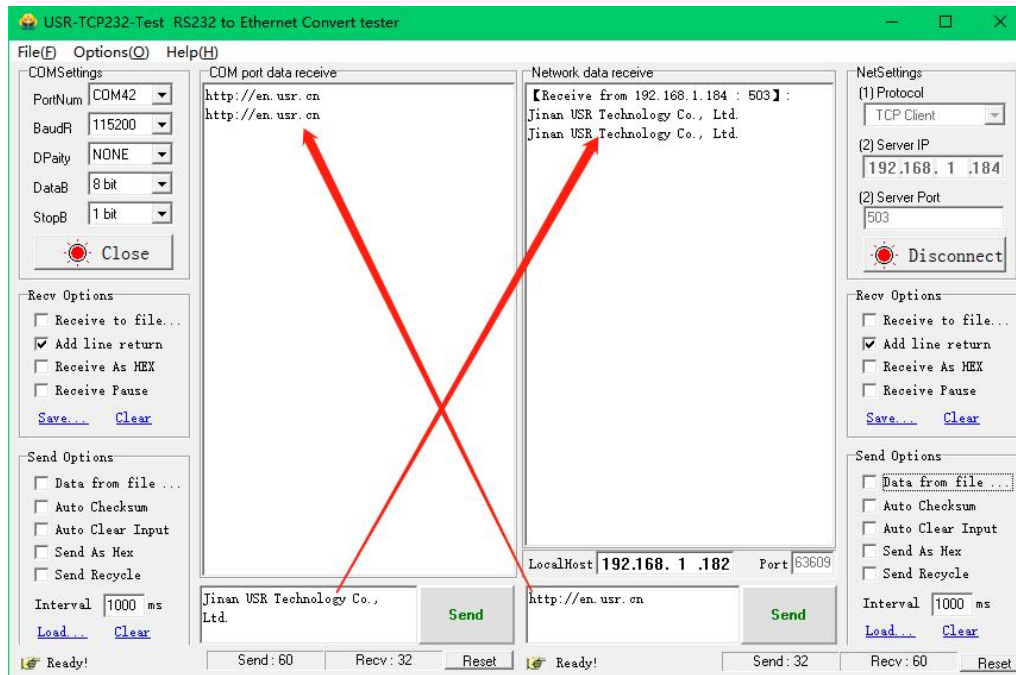 USR-TCP232-Test RS232 to Ethernet Convert tester
File(F) Options(O) Help(H)
COMSettings
PortNum COM42
BaudR 115200
DPaity NONE
DataB 8 bit
StopB 1 bit
Close
Recv Options
Receive to file...
Add line return
Receive As HEX
Receive Pause
Save... Clear
Send Options
Data from file ...
Auto Checksum
Auto Clear Input
Send As Hex
Send Recycle
Interval 1000 ms
Load... Clear
Ready!
COM port data receive
http://en.usr.cn
http://en.usr.cn
Jinan USR Technology Co.,
Ltd.
Send
Send : 60 Recv : 32 Reset
Network data receive
【Receive from 192.168.1.184 : 503】:
Jinan USR Technology Co., Ltd.
Jinan USR Technology Co., Ltd.
LocalHost 192.168. 1 .182 Port 63609
http://en.usr.cn
Send
Ready! Send : 32 Recv : 60 Reset
NetSettings
(1) Protocol
TCP Client
(2) Server IP
192.168. 1 .184
(2) Server Port
503
Disconnect
Recv Options
Receive to file...
Add line return
Receive As HEX
Receive Pause
Save... Clear
Send Options
Data from file ...
Auto Checksum
Auto Clear Input
Send As Hex
Send Recycle
Interval 1000 ms
Load... Clear